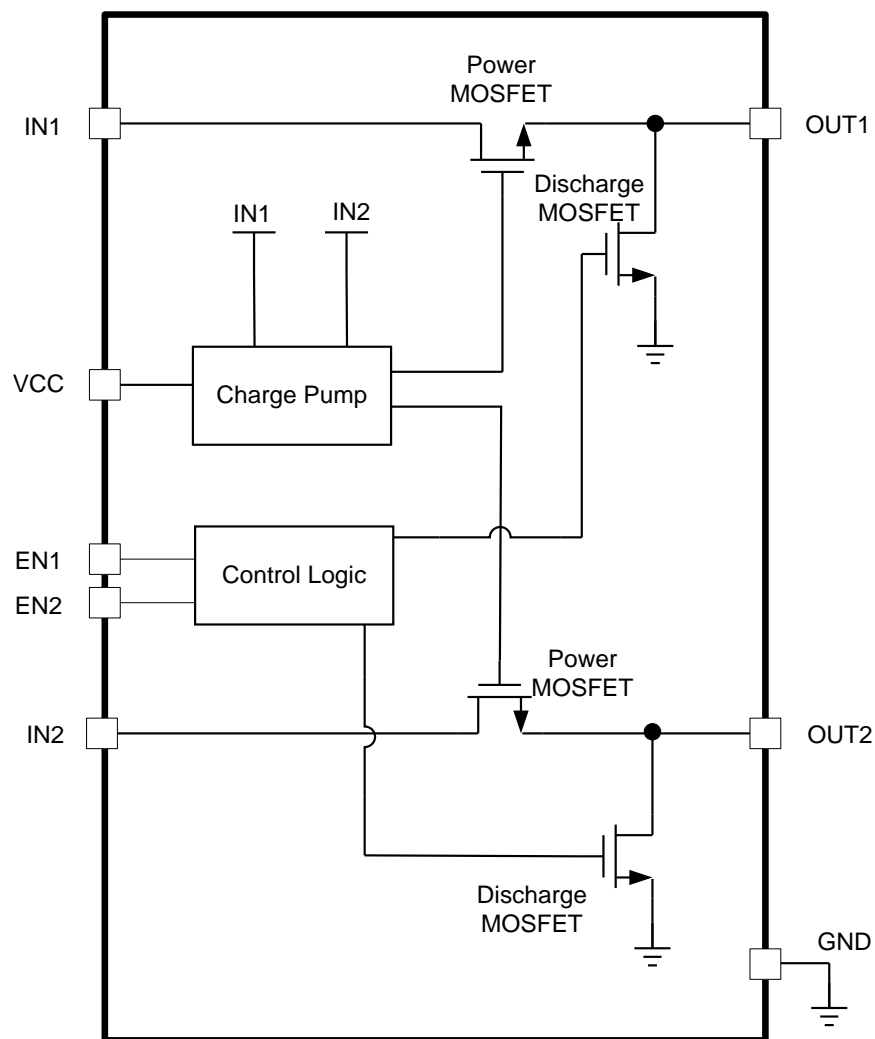 Power
MOSFET
IN1
OUT1
Discharge
MOSFET
IN1
IN2
VCC
Charge Pump
EN1
Control Logic
EN2
Power
MOSFET
IN2
OUT2
Discharge
MOSFET
GND